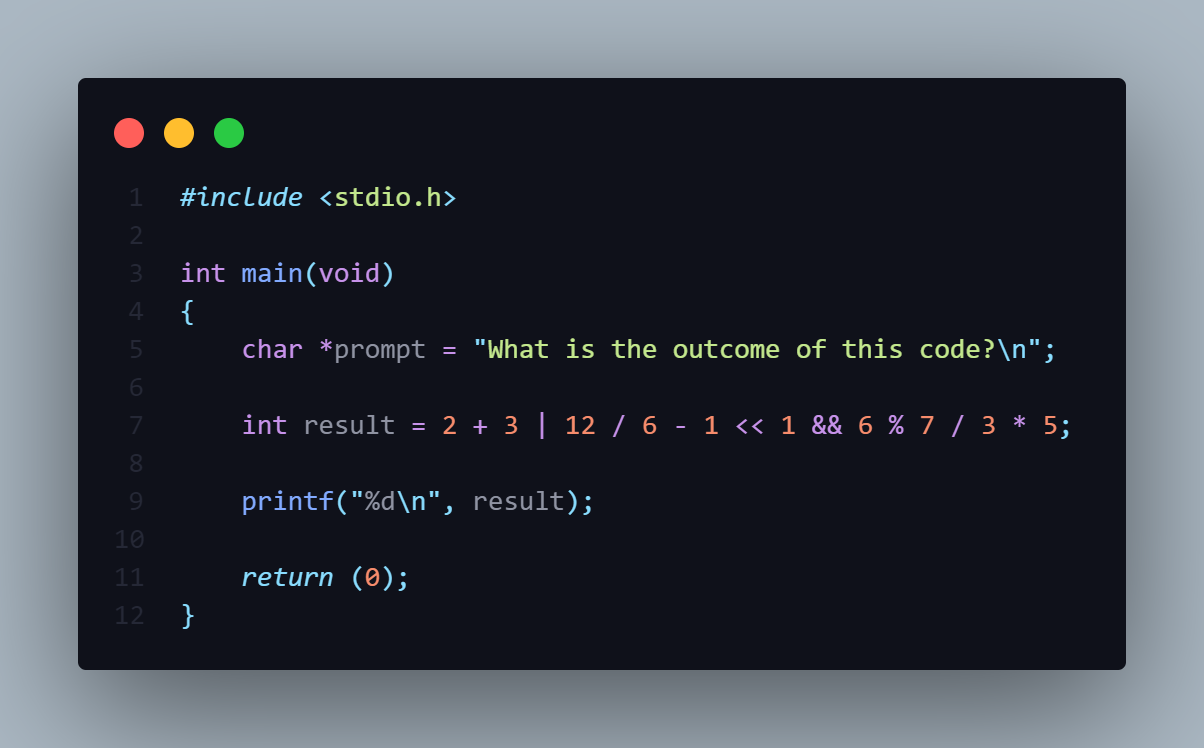 1 #include <stdio.h>
2
3 int main(void)
4 {
5     char *prompt = "What is the outcome of this code?\n";
6
7     int result = 2 + 3 | 12 / 6 - 1 << 1 && 6 % 7 / 3 * 5;
8
9     printf("%d\n", result);
10
11     return (0);
12 }